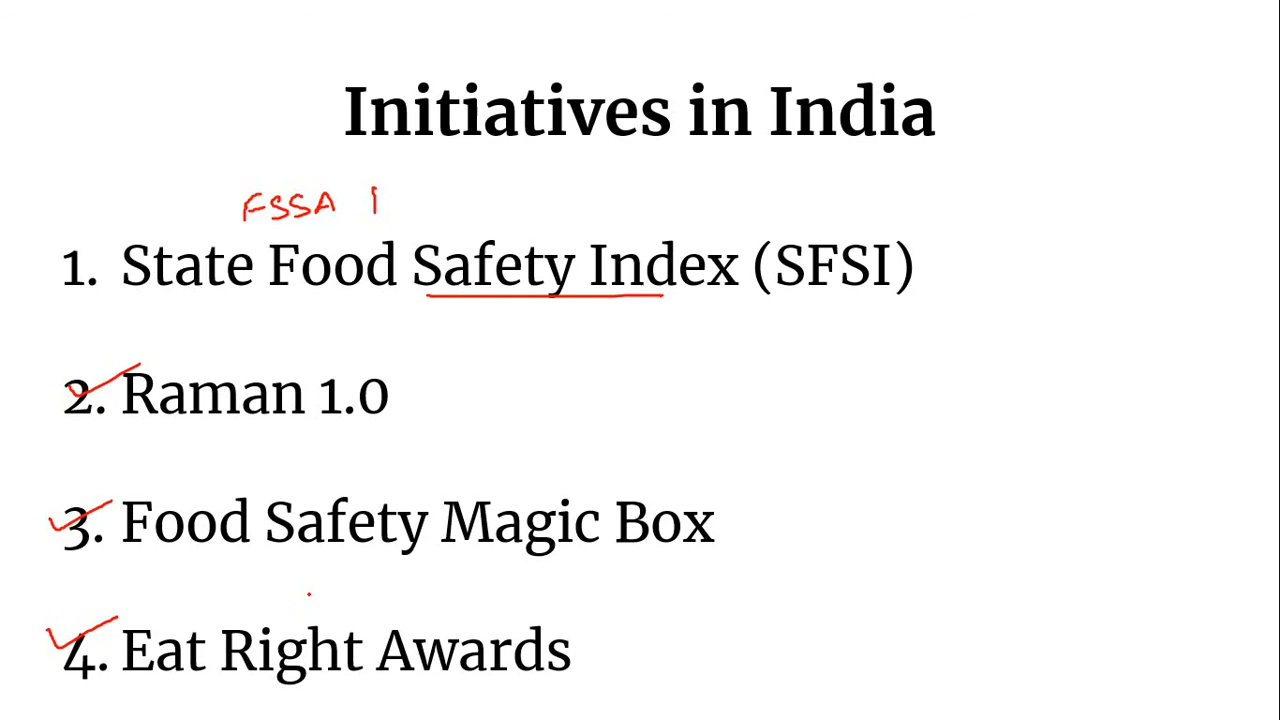 Initiatives in India
FSSA I
1. State Food Safety Index (SFSI)
2. Raman 1.0
3. Food Safety Magic Box
4. Eat Right Awards